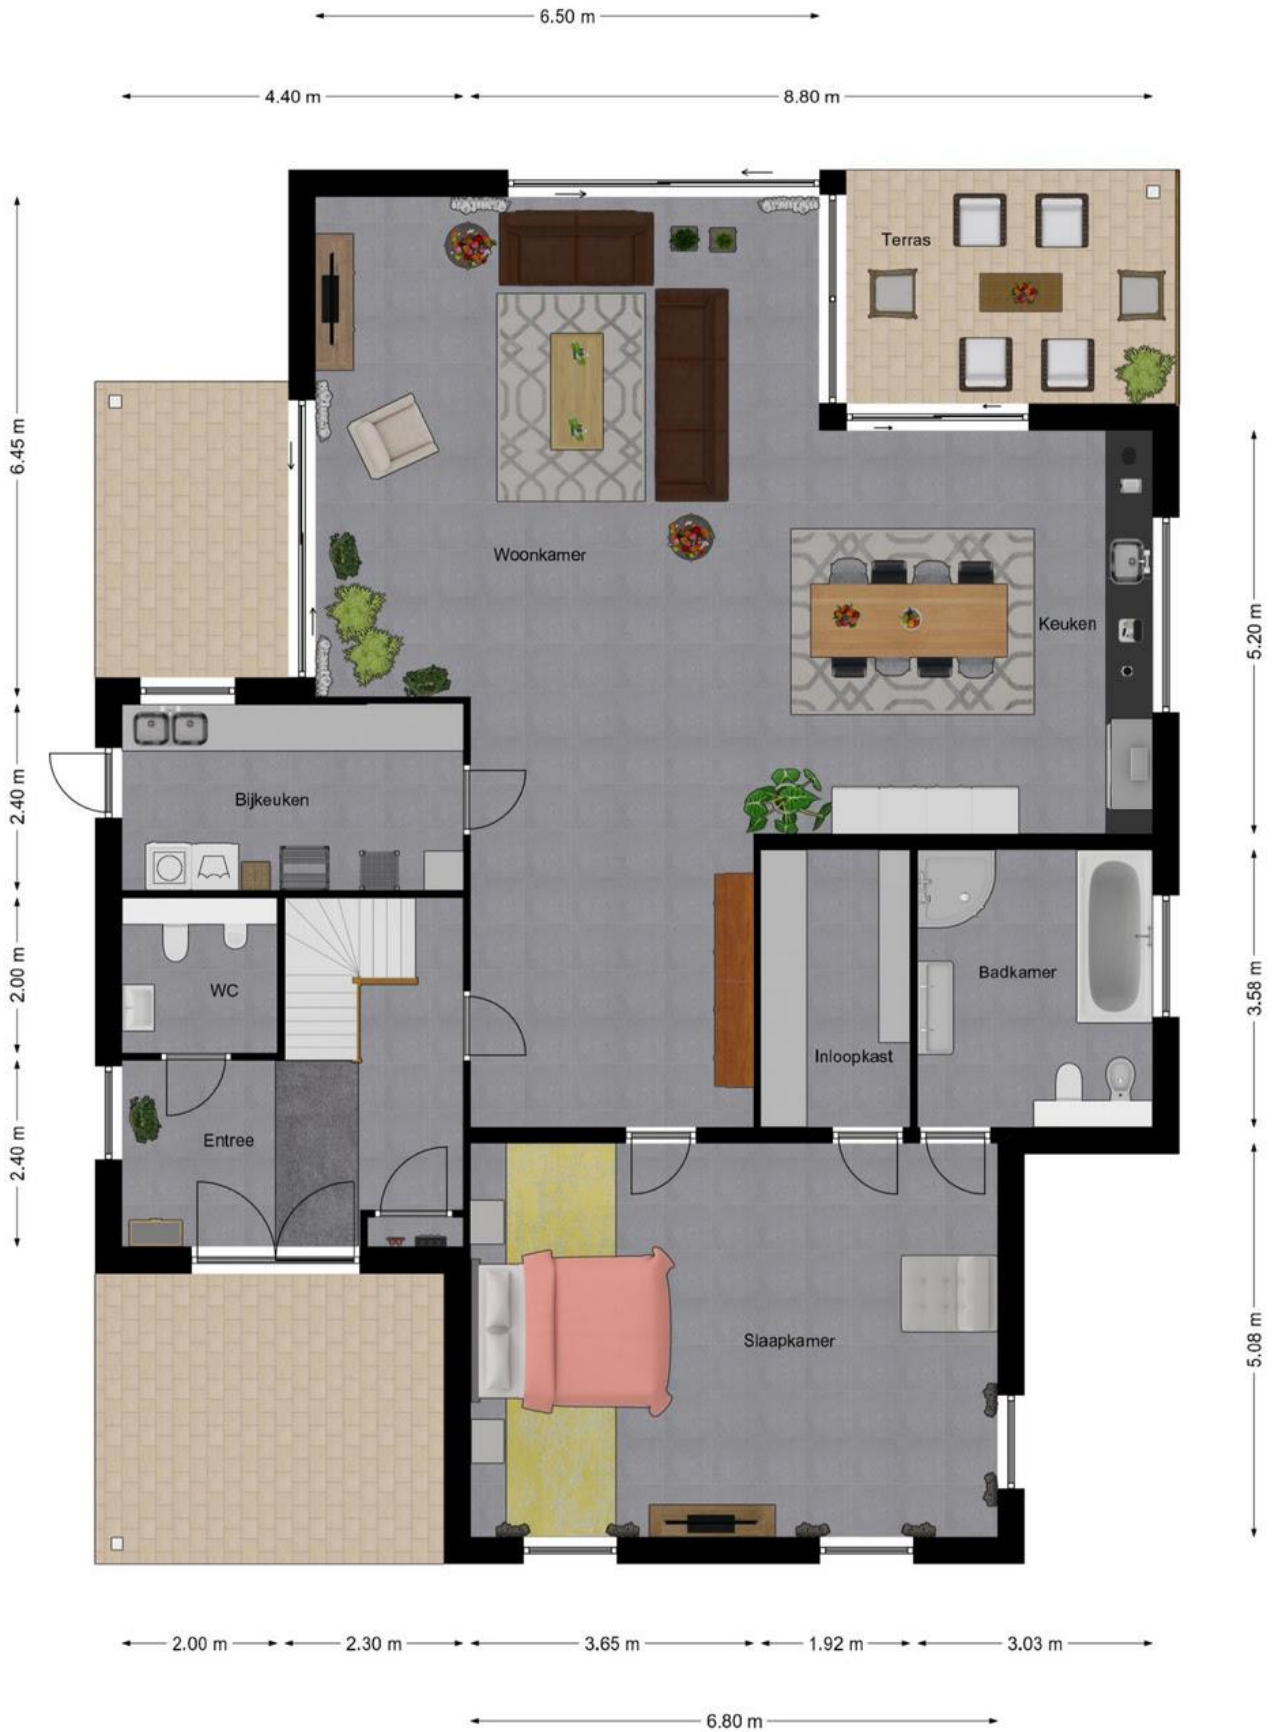 6.50 m
4.40 m
8.80 m
Terras
6.45 m
Woonkamer
Keuken
5.20 m
2.40 m
Bijkeuken
2.00 m
WC
Badkamer
3.58 m
Inloopkast
2.40 m
Entree
Slaapkamer
5.08 m
2.00 m
2.30 m
3.65 m
1.92 m
3.03 m
6.80 m